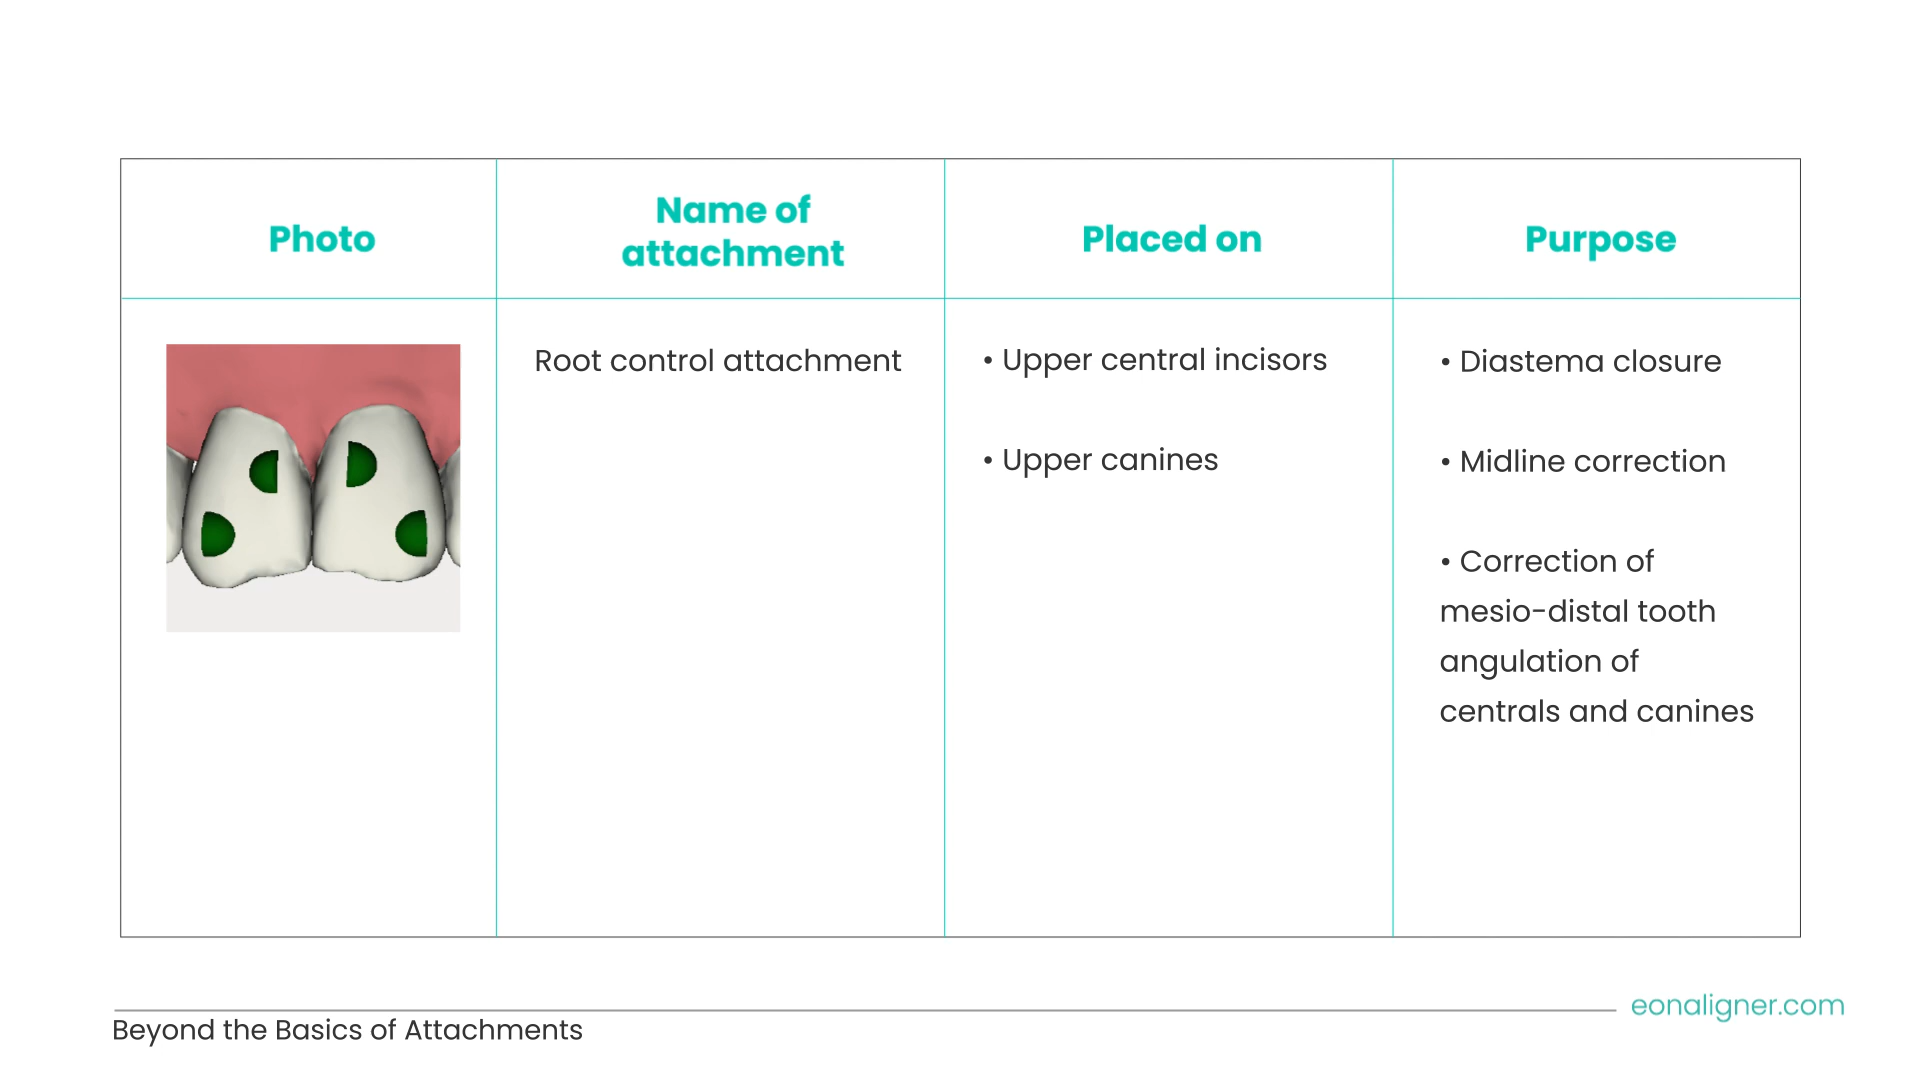 Photo
Name of
attachment
Placed on
Purpose
Root control attachment
• Upper central incisors
• Upper canines
• Diastema closure
• Midline correction
• Correction of
mesio-distal tooth
angulation of
centrals and canines
eonaligner.com
Beyond the Basics of Attachments